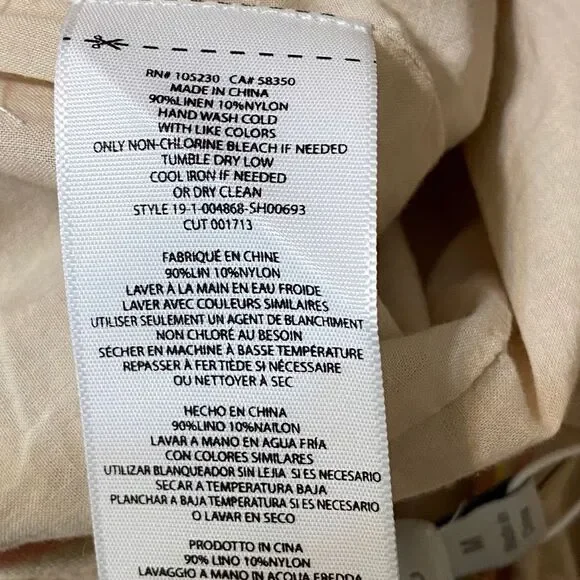 RN# 105230 CA# 58350
MADE IN CHINA
90%LINEN 10%NYLON
HAND WASH COLD
WITH LIKE COLORS
ONLY NON-CHLORINE BLEACH IF NEEDED
TUMBLE DRY LOW
COOL IRON IF NEEDED
OR DRY CLEAN
STYLE 19-1-004868-SH00693
CUT 001713
FABRIQUÉ EN CHINE
90%LIN 10%NYLON
LAVER À LA MAIN EN EAU FROIDE
LAVER AVEC COULEURS SIMILAIRES
UTILISER SEULEMENT UN AGENT DE BLANCHIMENT
NON CHLORÉ AU BESOIN
SÉCHER EN MACHINE À BASSE TEMPÉRATURE
REPASSER À FER TIÈDE SI NÉCESSAIRE
OU NETTOYER À SEC
HECHO EN CHINA
90%LINO 10%NAILON
LAVAR A MANO EN AGUA FRÍA
CON COLORES SIMILARES
UTILIZAR BLANQUEADOR SIN LEJIA SI ES NECESARIO
SECAR A TEMPERATURA BAJA
PLANCHAR A BAJA TEMPERATURA SI ES NECESARIO
O LAVAR EN SECO
PRODOTTO IN CINA
90% LINO 10%NYLON
LAVAGGIO A MANO IN ACQUA FREDDA
M